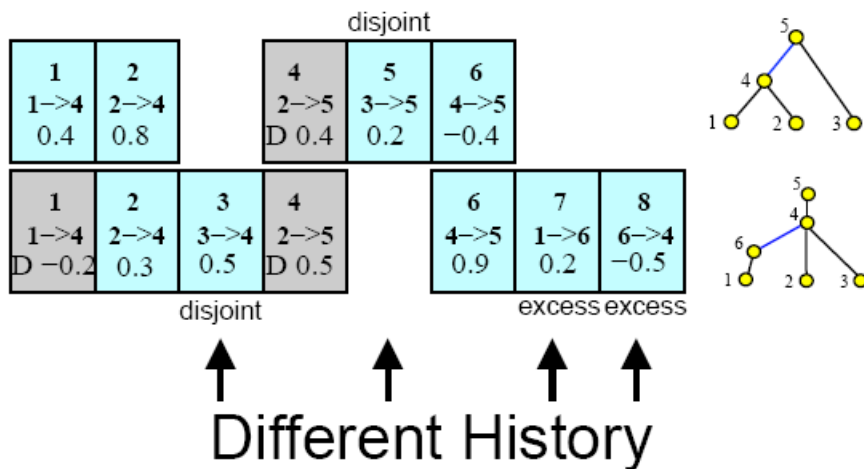 disjoint
1 2 4 5 6
1->4 2->4 2->5 3->5 4->5
0.4 0.8 D 0.4 0.2 -0.4
5
4
1 2 3
1 2 3 4 6 7 8
1->4 2->4 3->4 2->5 4->5 1->6 6->4
D -0.2 0.3 0.5 D 0.5 0.9 0.2 -0.5
5
4
6
1 2 3
disjoint excess excess
Different History